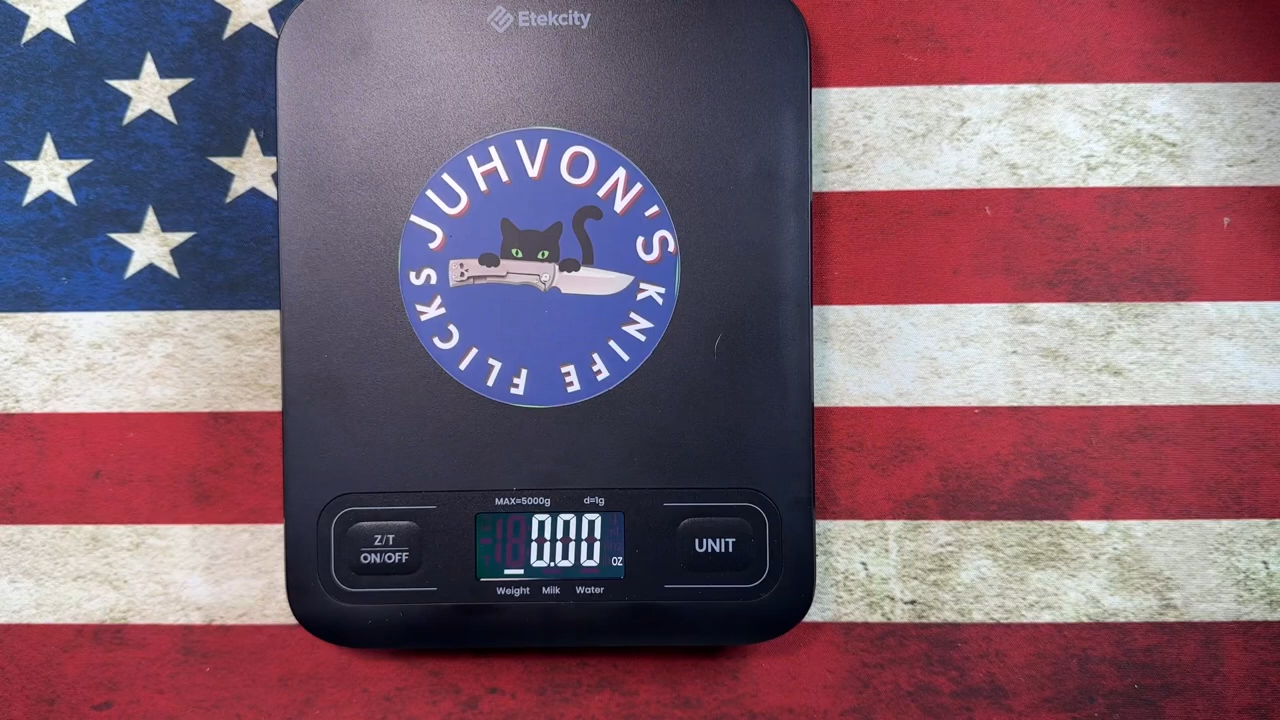 Etekcity
JUHVON'S
KNIFE FLICKS
MAX=5000g d=1g
Z/T
ON/OFF
0.00 OZ
UNIT
Weight Milk Water